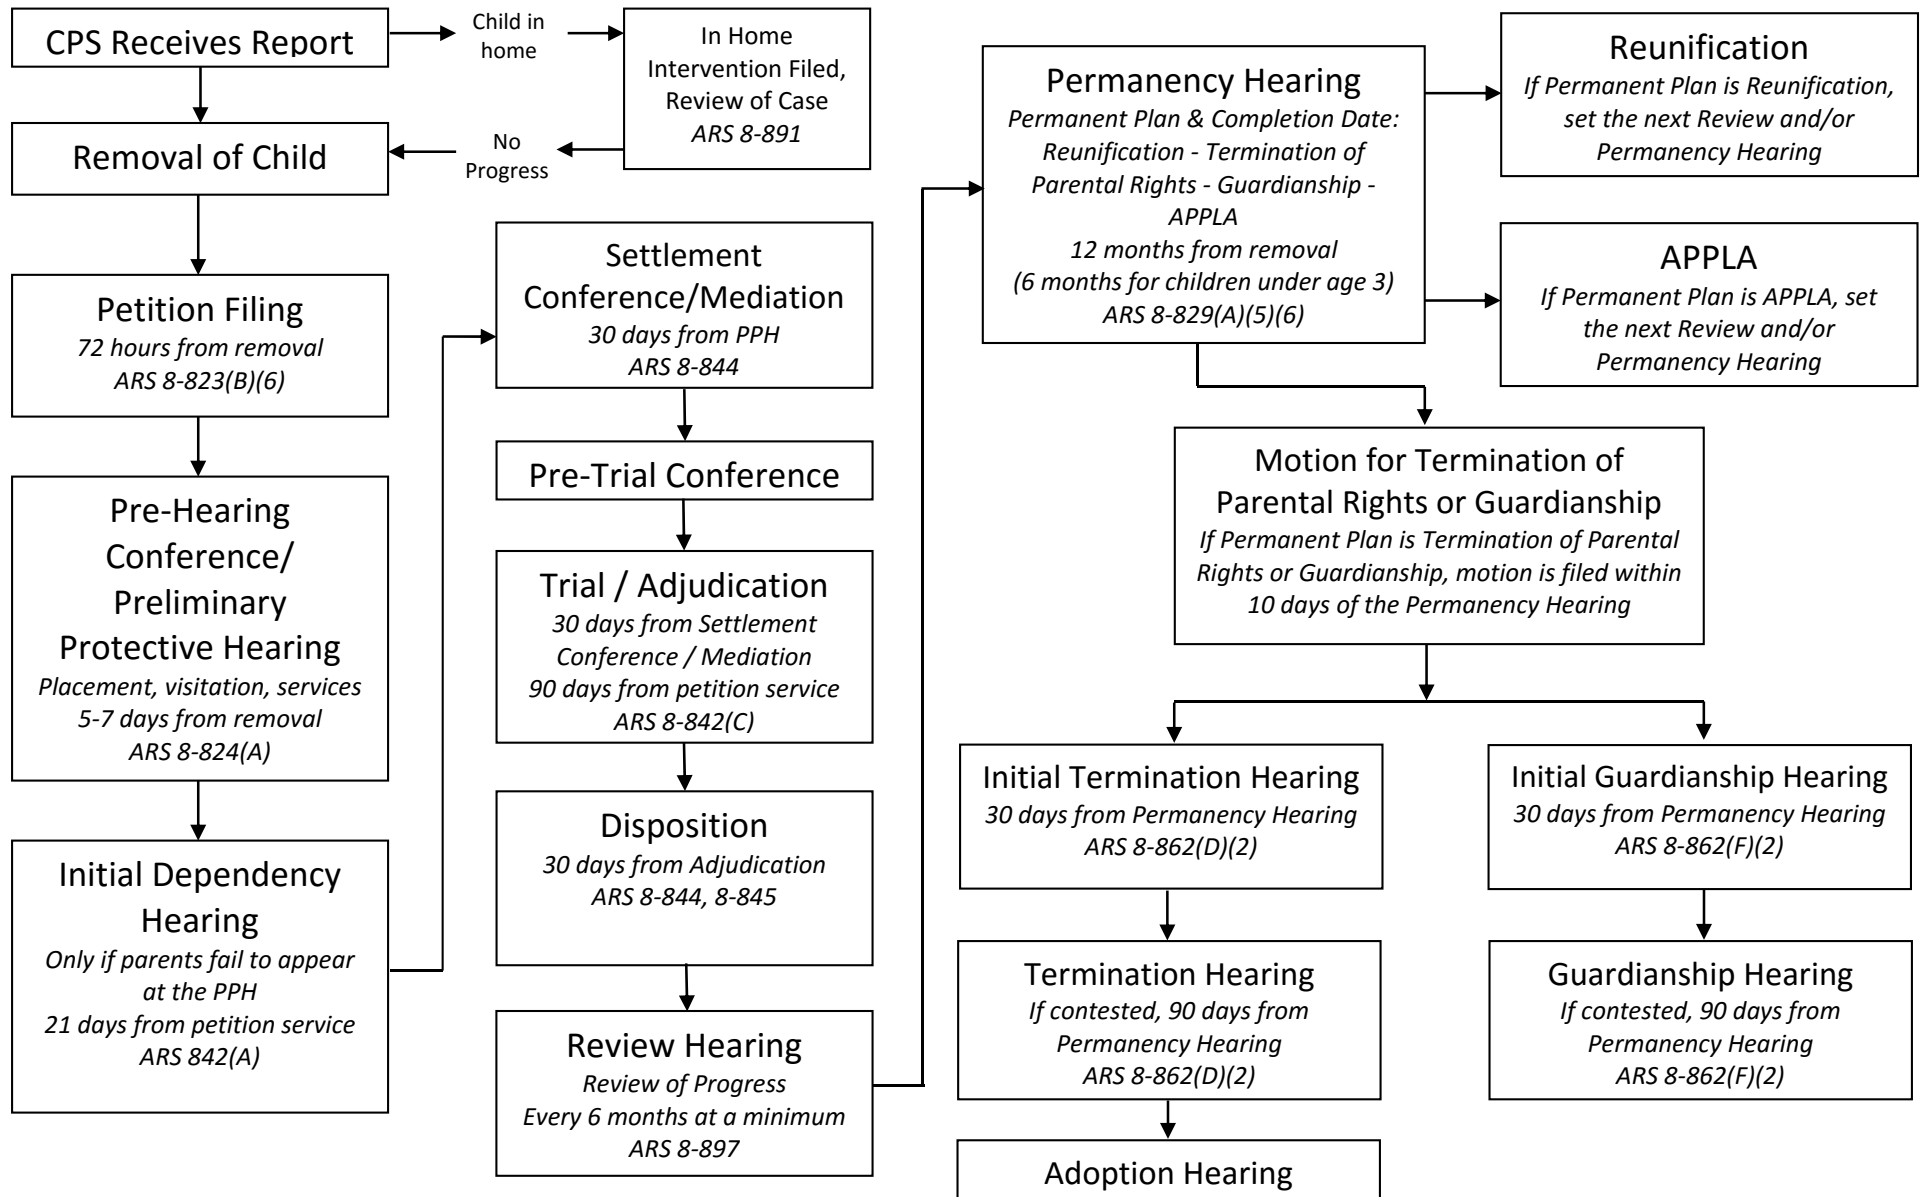 CPS Receives Report
Child in
home
In Home
Intervention Filed,
Review of Case
ARS 8-891
No
Progress
Removal of Child
Petition Filing
72 hours from removal
ARS 8-823(B)(6)
Pre-Hearing
Conference/
Preliminary
Protective Hearing
Placement, visitation, services
5-7 days from removal
ARS 8-824(A)
Initial Dependency
Hearing
Only if parents fail to appear
at the PPH
21 days from petition service
ARS 842(A)
Settlement
Conference/Mediation
30 days from PPH
ARS 8-844
Pre-Trial Conference
Trial / Adjudication
30 days from Settlement
Conference / Mediation
90 days from petition service
ARS 8-842(C)
Disposition
30 days from Adjudication
ARS 8-844, 8-845
Review Hearing
Review of Progress
Every 6 months at a minimum
ARS 8-897
Permanency Hearing
Permanent Plan & Completion Date:
Reunification - Termination of
Parental Rights - Guardianship -
APPLA
12 months from removal
(6 months for children under age 3)
ARS 8-829(A)(5)(6)
Reunification
If Permanent Plan is Reunification,
set the next Review and/or
Permanency Hearing
APPLA
If Permanent Plan is APPLA, set
the next Review and/or
Permanency Hearing
Motion for Termination of
Parental Rights or Guardianship
If Permanent Plan is Termination of Parental
Rights or Guardianship, motion is filed within
10 days of the Permanency Hearing
Initial Termination Hearing
30 days from Permanency Hearing
ARS 8-862(D)(2)
Termination Hearing
If contested, 90 days from
Permanency Hearing
ARS 8-862(D)(2)
Adoption Hearing
Initial Guardianship Hearing
30 days from Permanency Hearing
ARS 8-862(F)(2)
Guardianship Hearing
If contested, 90 days from
Permanency Hearing
ARS 8-862(F)(2)